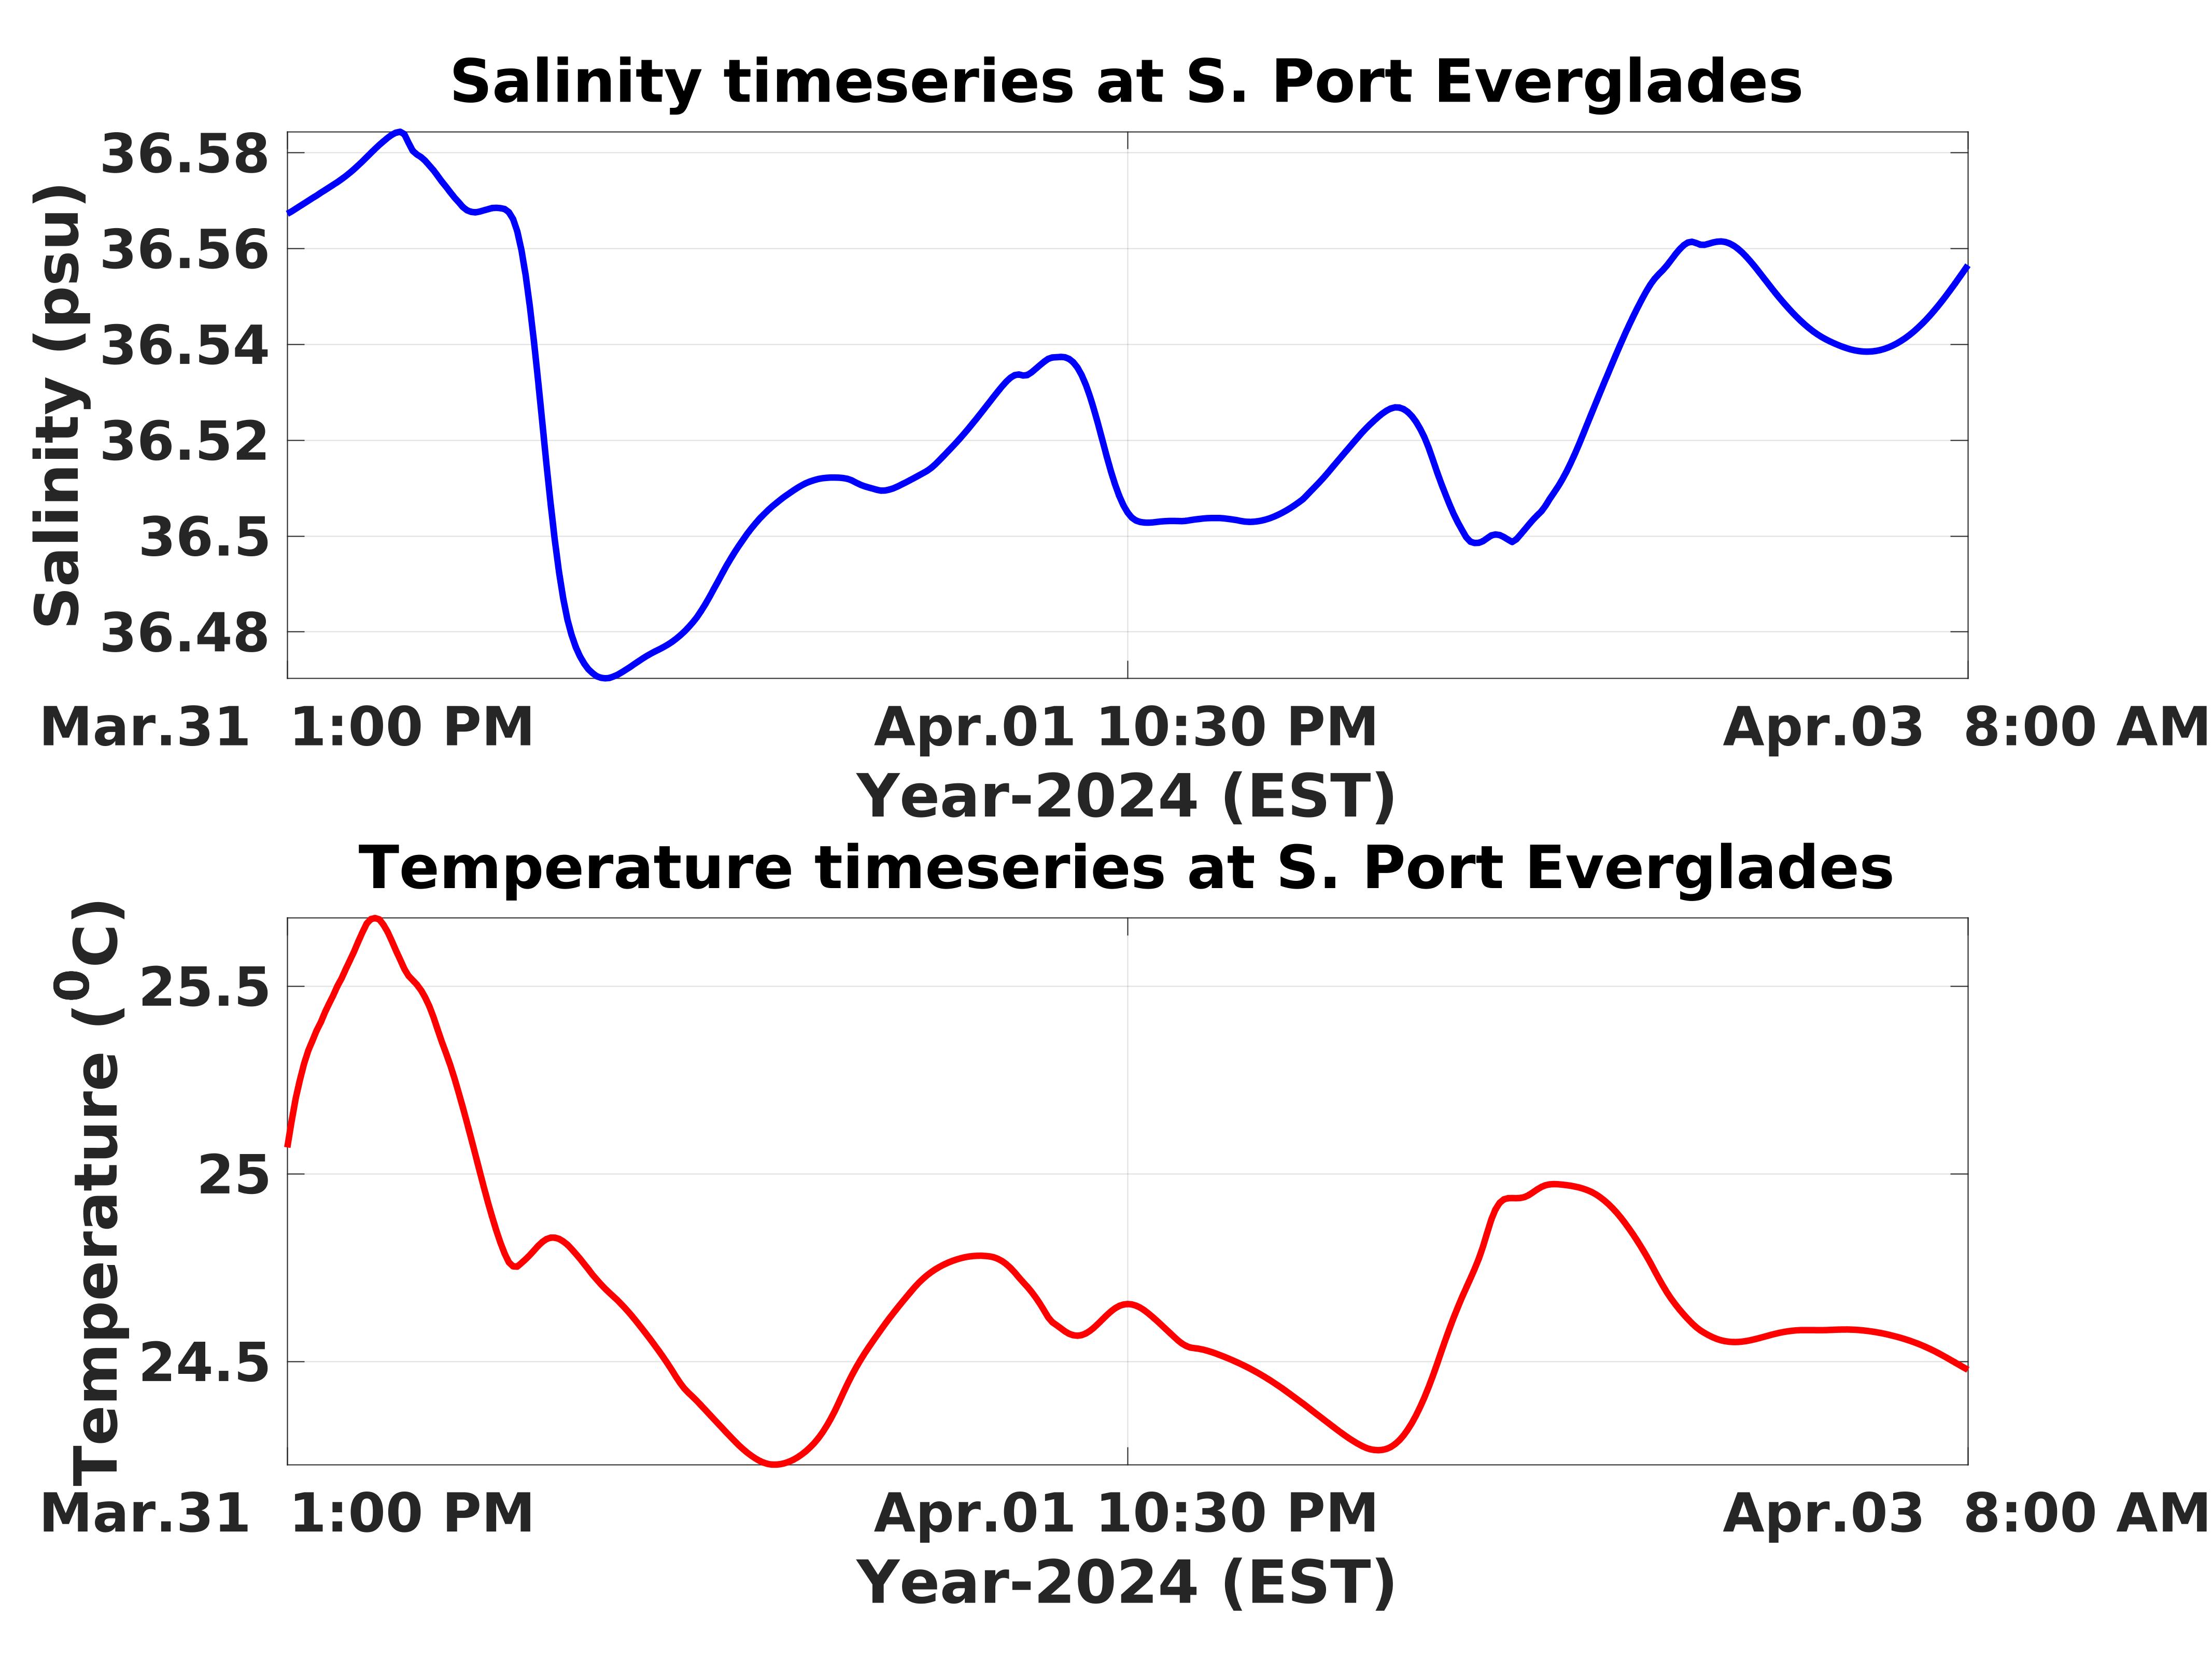 Salinity timeseries at S. Port Everglades
Salinity (psu)
36.58
36.56
36.54
36.52
36.5
36.48
Mar.31  1:00 PM
Apr.01 10:30 PM
Apr.03  8:00 AM
Year-2024 (EST)
Temperature timeseries at S. Port Everglades
Temperature (⁰C)
25.5
25
24.5
Mar.31  1:00 PM
Apr.01 10:30 PM
Apr.03  8:00 AM
Year-2024 (EST)